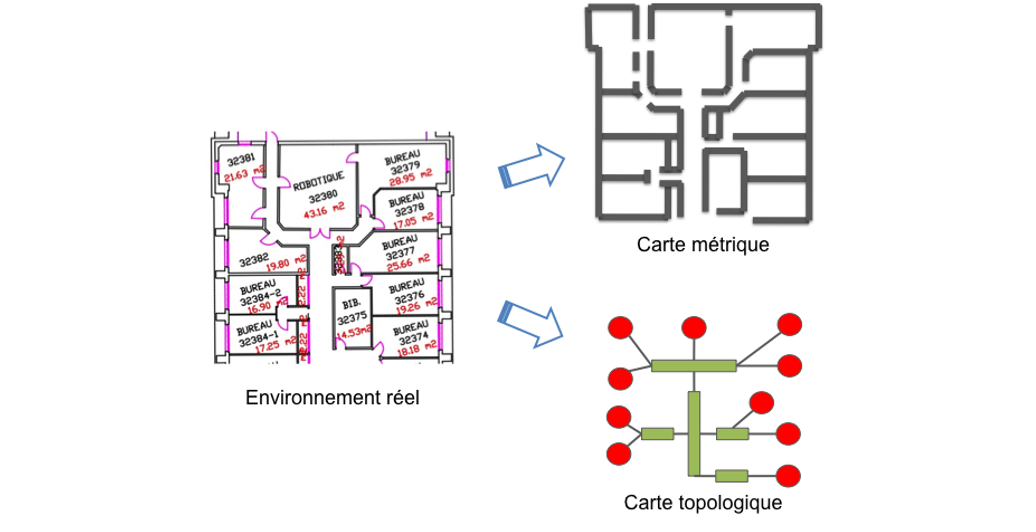 32381
21.63 m2
ROBOTIQUE
32380
43.16 m2
BUREAU
32379
28.95 m2
BUREAU
32378
17.05 m2
BUREAU
32377
25.66 m2
32382
19.80 m2
BUREAU
32384-2
16.90 m2
BUREAU
32376
19.26 m2
BIB.
32375
14.53m2
BUREAU
32384-1
17.25 m2
BUREAU
32374
18.18 m2
Environnement réel
Carte métrique
Carte topologique